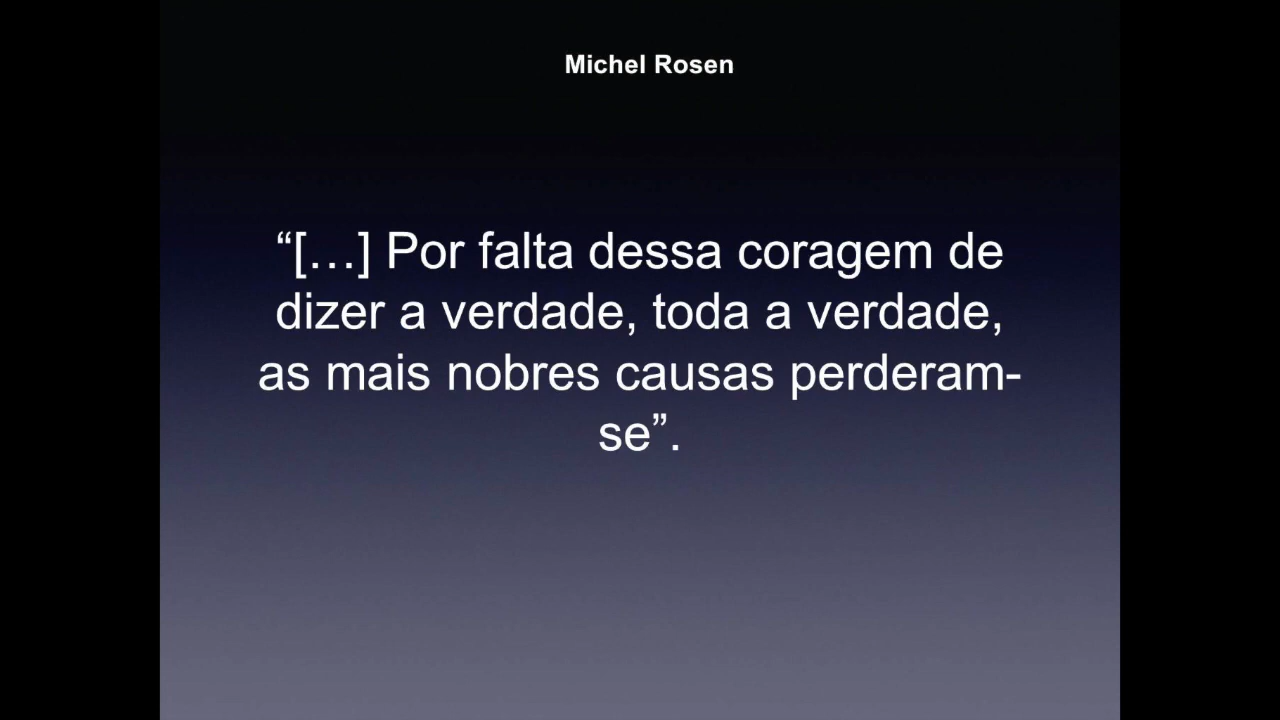 Michel Rosen
“[…] Por falta dessa coragem de
dizer a verdade, toda a verdade,
as mais nobres causas perderam-
se”.